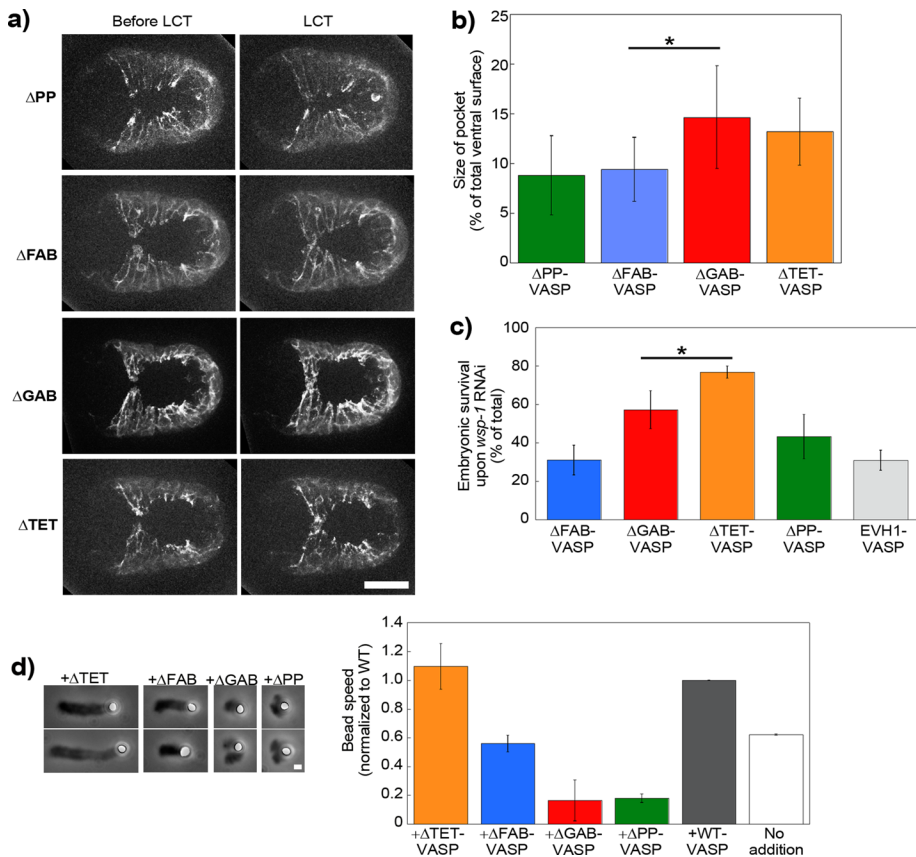 a)
Before LCT
LCT
ΔPP
ΔFAB
ΔGAB
ΔTET
b)
Size of pocket
(% of total ventral surface)
25
20
15
10
5
0
*
ΔPP-
VASP
ΔFAB-
VASP
ΔGAB-
VASP
ΔTET-
VASP
c)
Embryonic survival
upon wsp-1 RNAi
(% of total)
100
80
60
40
20
0
*
ΔFAB-
VASP
ΔGAB-
VASP
ΔTET-
VASP
ΔPP-
VASP
EVH1-
VASP
d)
+ΔTET
+ΔFAB
+ΔGAB
+ΔPP
Bead speed
(normalized to WT)
1.4
1.2
1.0
0.8
0.6
0.4
0.2
0
+ΔTET-
VASP
+ΔFAB-
VASP
+ΔGAB-
VASP
+ΔPP-
VASP
+WT-
VASP
No
addition